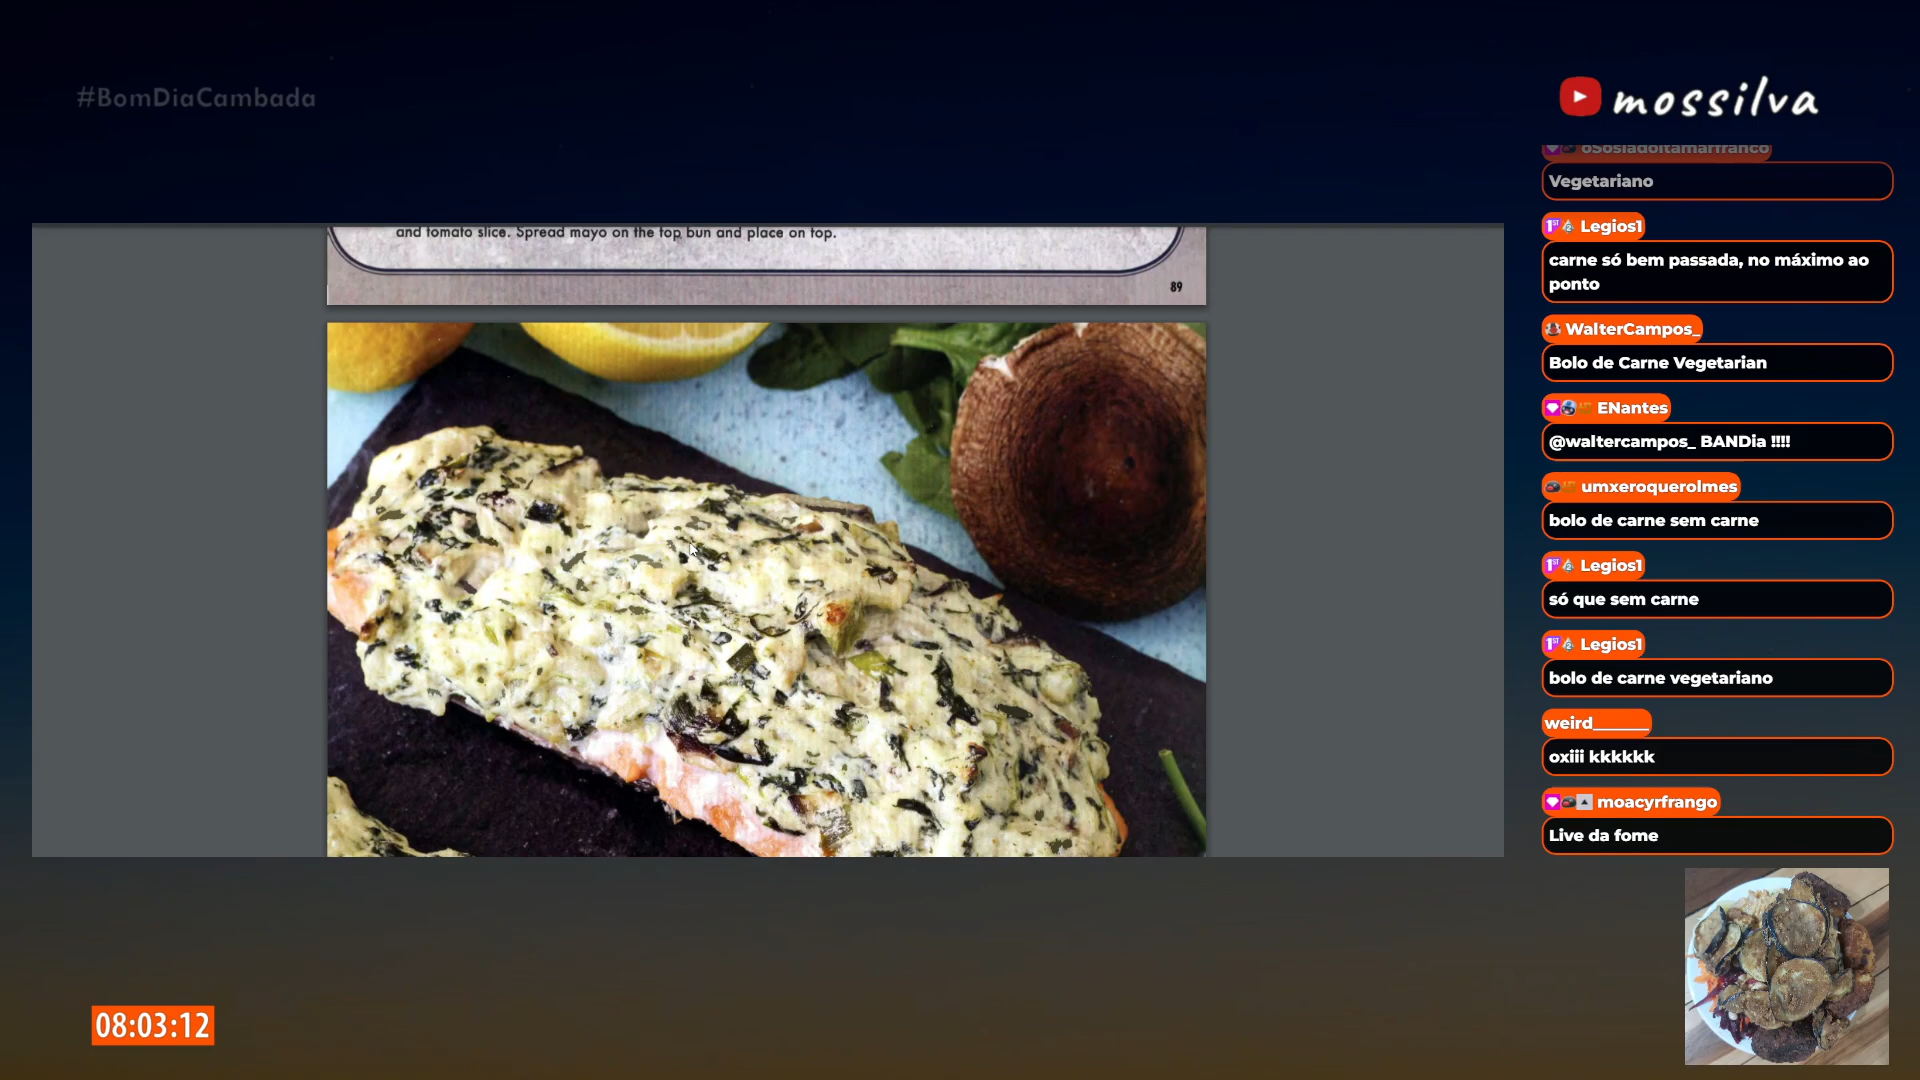 #BomDiaCambada
mossilva
oSosiadoItamarfranco
Vegetariano
and tomato slice. Spread mayo on the top bun and place on top.
89
Legios1
carne só bem passada, no máximo ao
ponto
WalterCampos_
Bolo de Carne Vegetarian
ENantes
@waltercampos_ BANDia !!!!
umxeroquerolmes
bolo de carne sem carne
Legios1
só que sem carne
Legios1
bolo de carne vegetariano
weird_______
oxiii kkkkkk
moacyrfrango
Live da fome
08:03:12